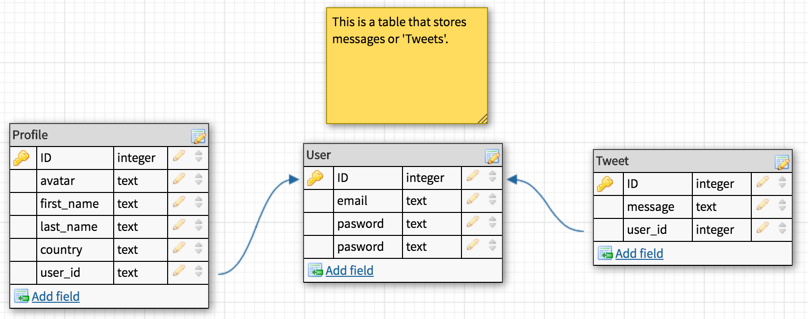 This is a table that stores
messages or 'Tweets'.
Profile
ID integer
avatar text
first_name text
last_name text
country text
user_id text
Add field
User
ID integer
email text
pasword text
pasword text
Add field
Tweet
ID integer
message text
user_id integer
Add field